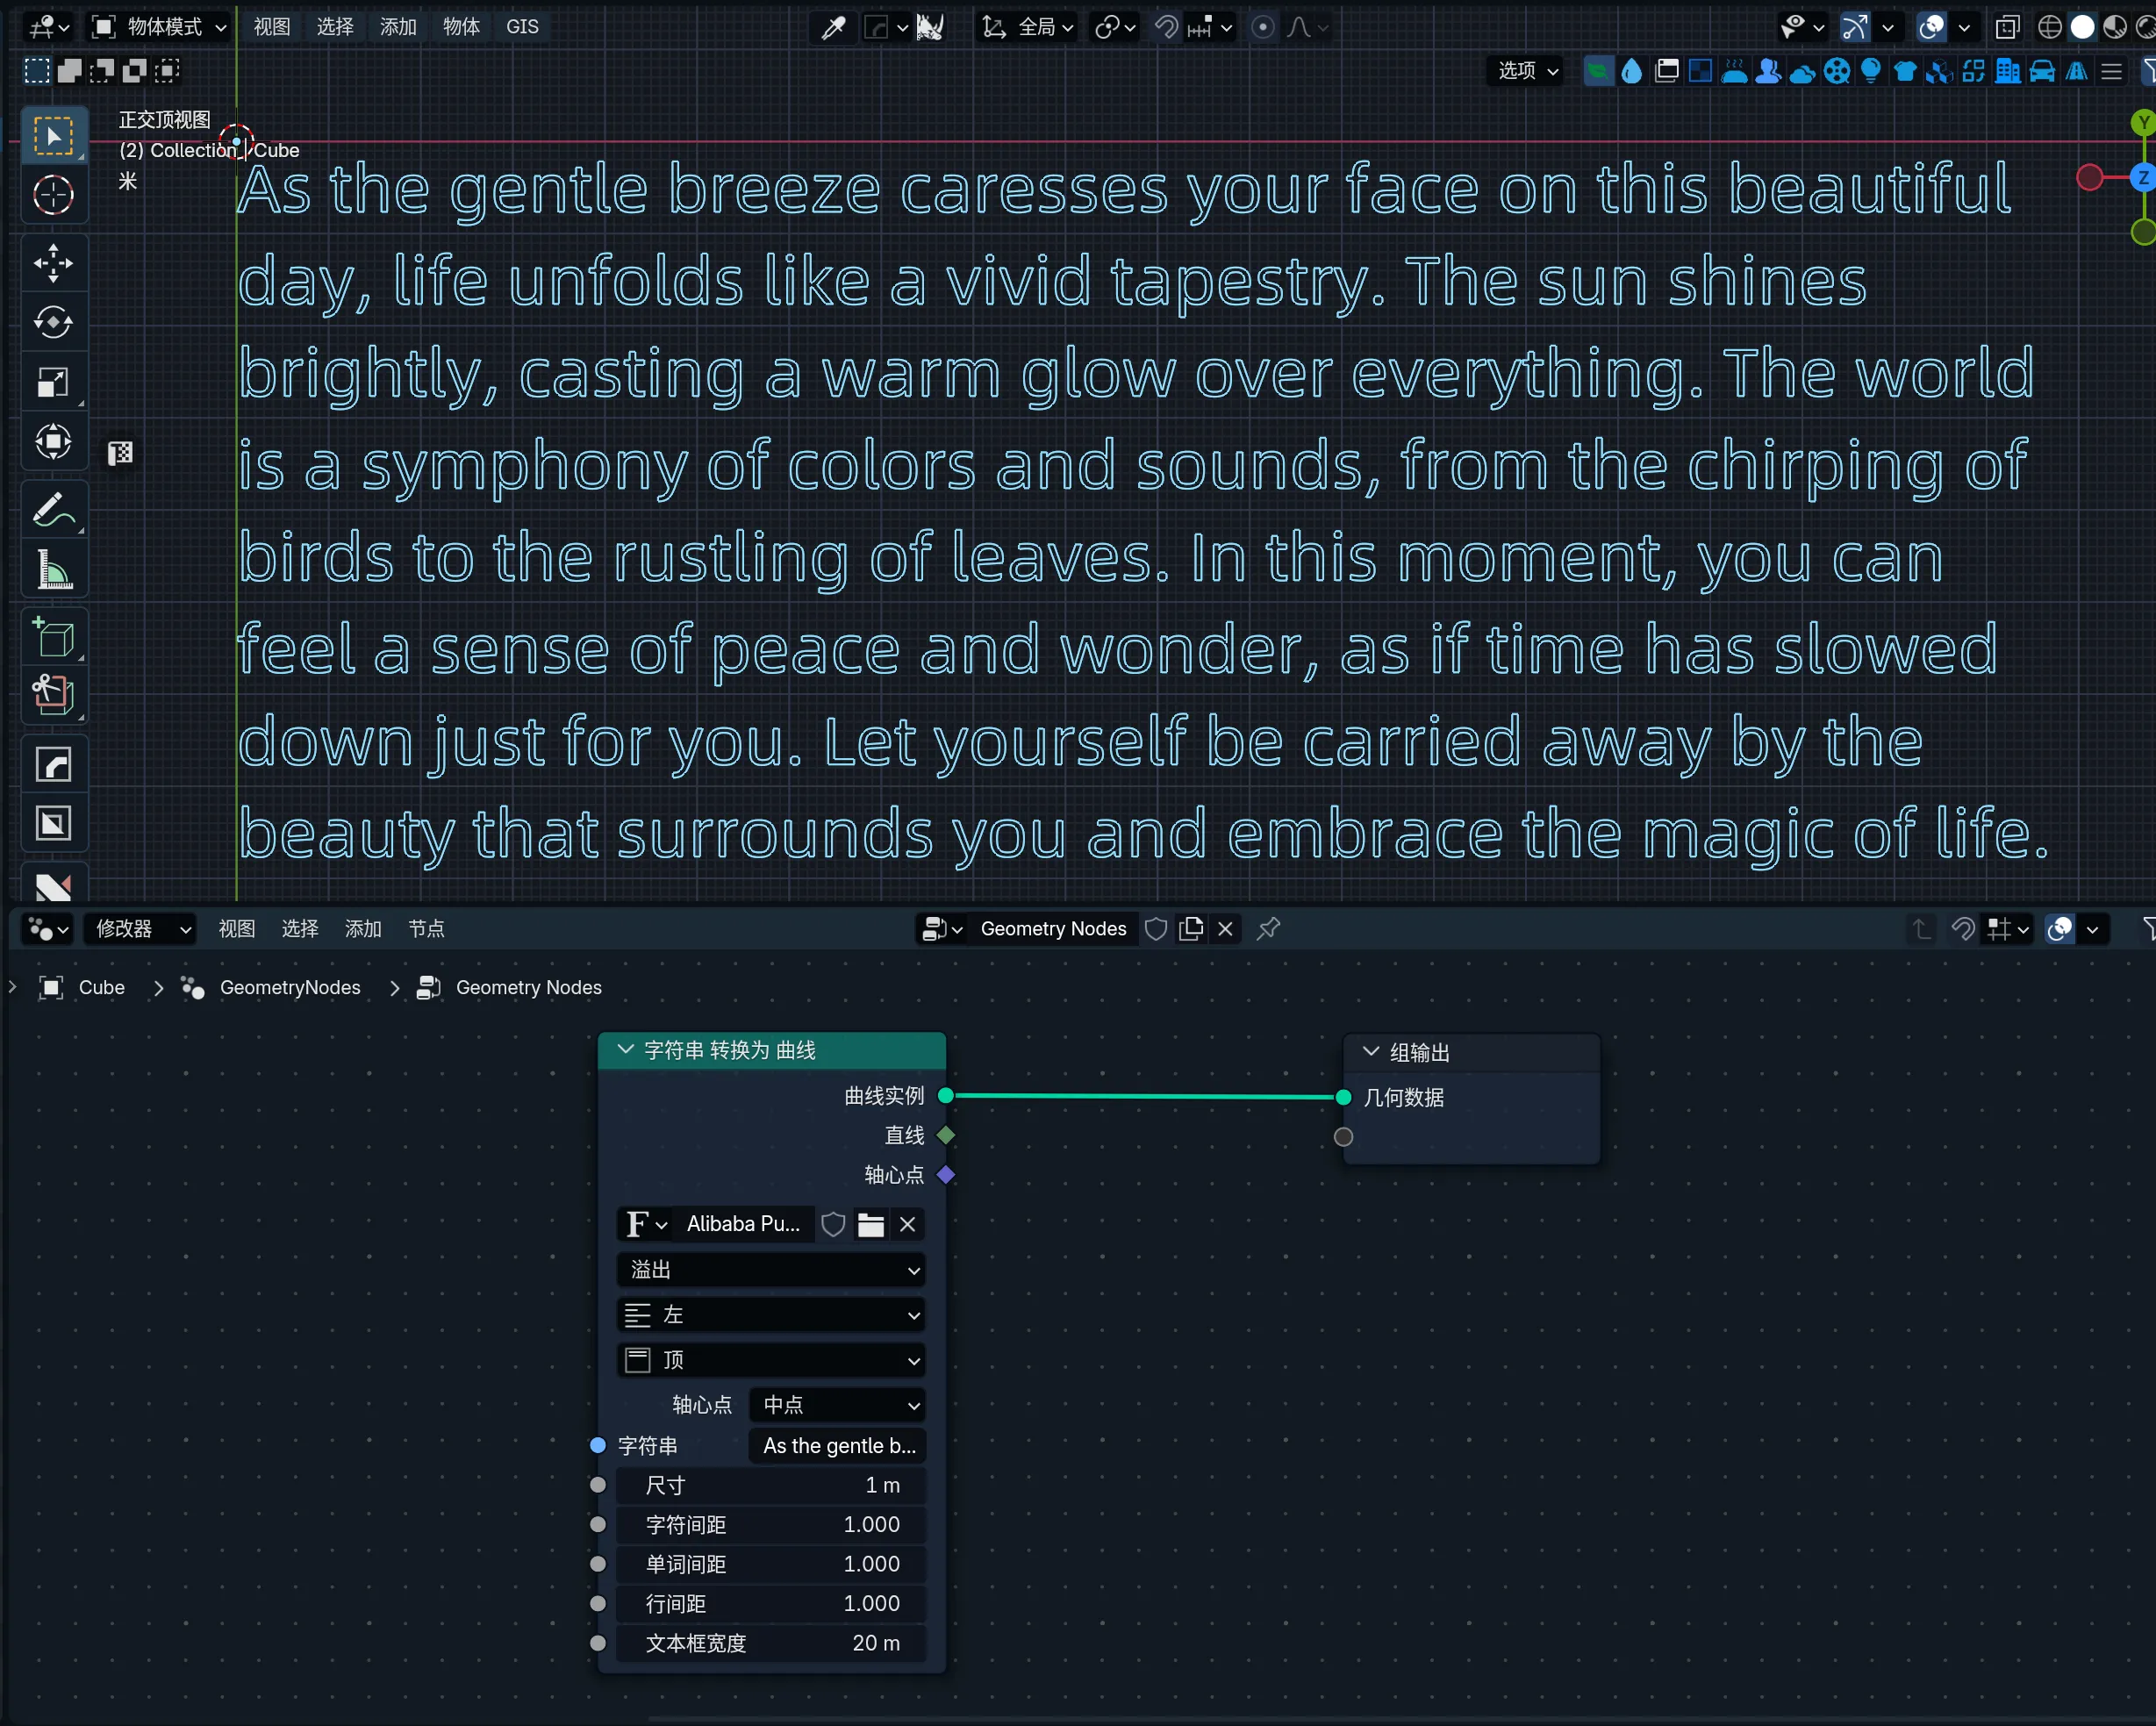 物体模式 视图 选择 添加 物体 GIS 全局
选项
正交顶视图
(2) Collection | Cube
米
Y
Z
As the gentle breeze caresses your face on this beautiful
day, life unfolds like a vivid tapestry. The sun shines
brightly, casting a warm glow over everything. The world
is a symphony of colors and sounds, from the chirping of
birds to the rustling of leaves. In this moment, you can
feel a sense of peace and wonder, as if time has slowed
down just for you. Let yourself be carried away by the
beauty that surrounds you and embrace the magic of life.
修改器 视图 选择 添加 节点 Geometry Nodes
Cube > GeometryNodes > Geometry Nodes
字符串 转换为 曲线
曲线实例
直线
轴心点
F Alibaba Pu...
溢出
左
顶
轴心点 中点
字符串 As the gentle b...
尺寸 1 m
字符间距 1.000
单词间距 1.000
行间距 1.000
文本框宽度 20 m
组输出
几何数据